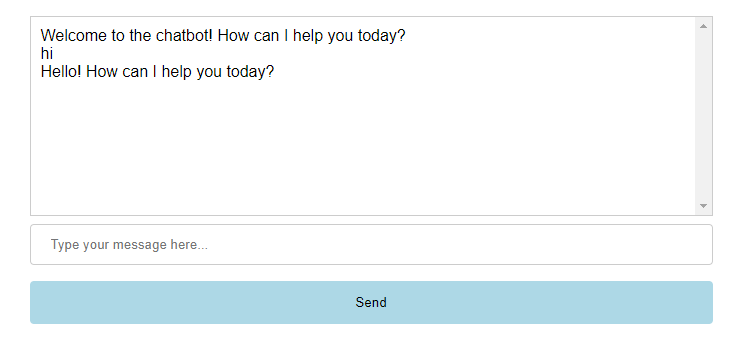 Welcome to the chatbot! How can I help you today?
hi
Hello! How can I help you today?
Type your message here...
Send